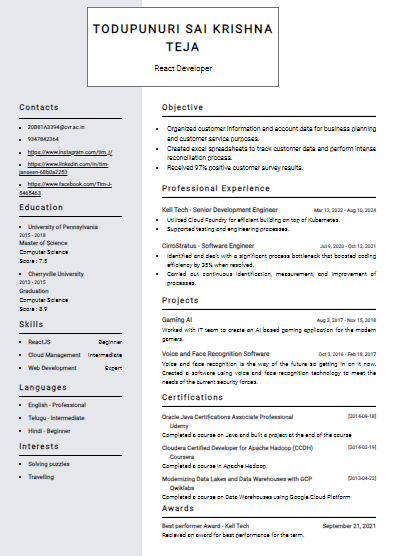 TODUPUNURI SAI KRISHNA
TEJA
React Developer
Contacts
20B81A3394@cvr.ac.in
9347842364
https://www.instagram.com/tim_j/
https://www.linkedin.com/in/tim-
janssen-68b0a2253
https://www.facebook.com/Tim-J-
5465463
Education
University of Pennsylvania
2015 - 2018
Master of Science
Computer Science
Score : 7.5
Cherryville University
2013 - 2015
Graduation
Computer Science
Score : 8.9
Skills
ReactJS Beginner
Cloud Management Intermediate
Web Development Expert
Languages
English - Professional
Telugu - Intermediate
Hindi - Beginner
Interests
Solving puzzles
Travelling
Objective
Organized customer information and account data for business planning
and customer service purposes.
Created excel spreadsheets to track customer data and perform intense
reconciliation process.
Received 97% positive customer survey results.
Professional Experience
Kell Tech - Senior Development Engineer Mar 12, 2022 - Aug 10, 2024
Utilized Cloud Foundry for efficient building on top of Kubernetes.
Supported testing and engineering processes.
CirroStratus - Software Engineer Jul 9, 2020 - Oct 12, 2021
Identified and dealt with a significant process bottleneck that boosted coding
efficiency by 35% when resolved.
Carried out continuous identification, measurement, and improvement of
processes.
Projects
Gaming AI Aug 3, 2017 - Nov 15, 2018
Worked with IT team to create an AI based gaming application for the modern
gamers.
Voice and Face Recognition Software Oct 3, 2016 - Feb 18, 2017
Voice and face recognition is the way of the future so getting in on it now.
Created a software using voice and face recognition technology to meet the
needs of the current security forces.
Certifications
Oracle Java Certifications Associate Professional [2014-09-18]
Udemy
Completed a course on Java and built a project at the end of the course
Cloudera Certified Developer for Apache Hadoop (CCDH) [2014-02-19]
Coursera
Completed a course in Apache Hadoop.
Modernizing Data Lakes and Data Warehouses with GCP [2013-04-22]
Qwiklabs
Completed a course on Data Warehouses using Google Cloud Platform
Awards
Best performer Award - Kell Tech September 21, 2021
Recieved an award for best performance for the term.